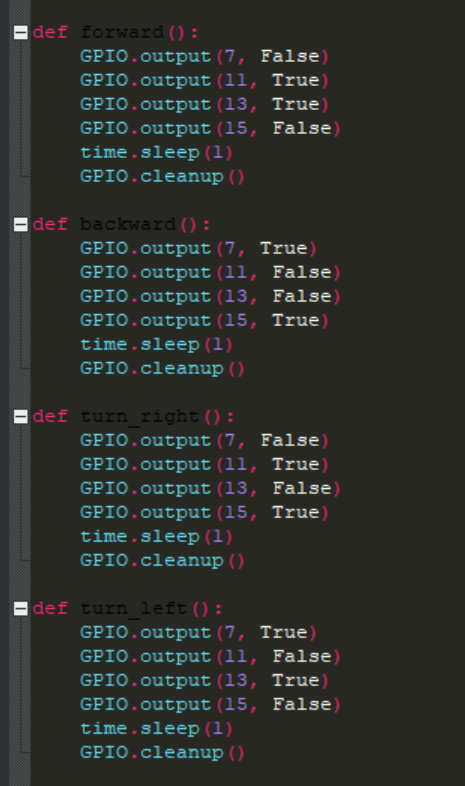 def forward():
GPIO.output(7, False)
GPIO.output(11, True)
GPIO.output(13, True)
GPIO.output(15, False)
time.sleep(1)
GPIO.cleanup()
def backward():
GPIO.output(7, True)
GPIO.output(11, False)
GPIO.output(13, False)
GPIO.output(15, True)
time.sleep(1)
GPIO.cleanup()
def turn_right():
GPIO.output(7, False)
GPIO.output(11, True)
GPIO.output(13, False)
GPIO.output(15, True)
time.sleep(1)
GPIO.cleanup()
def turn_left():
GPIO.output(7, True)
GPIO.output(11, False)
GPIO.output(13, True)
GPIO.output(15, False)
time.sleep(1)
GPIO.cleanup()